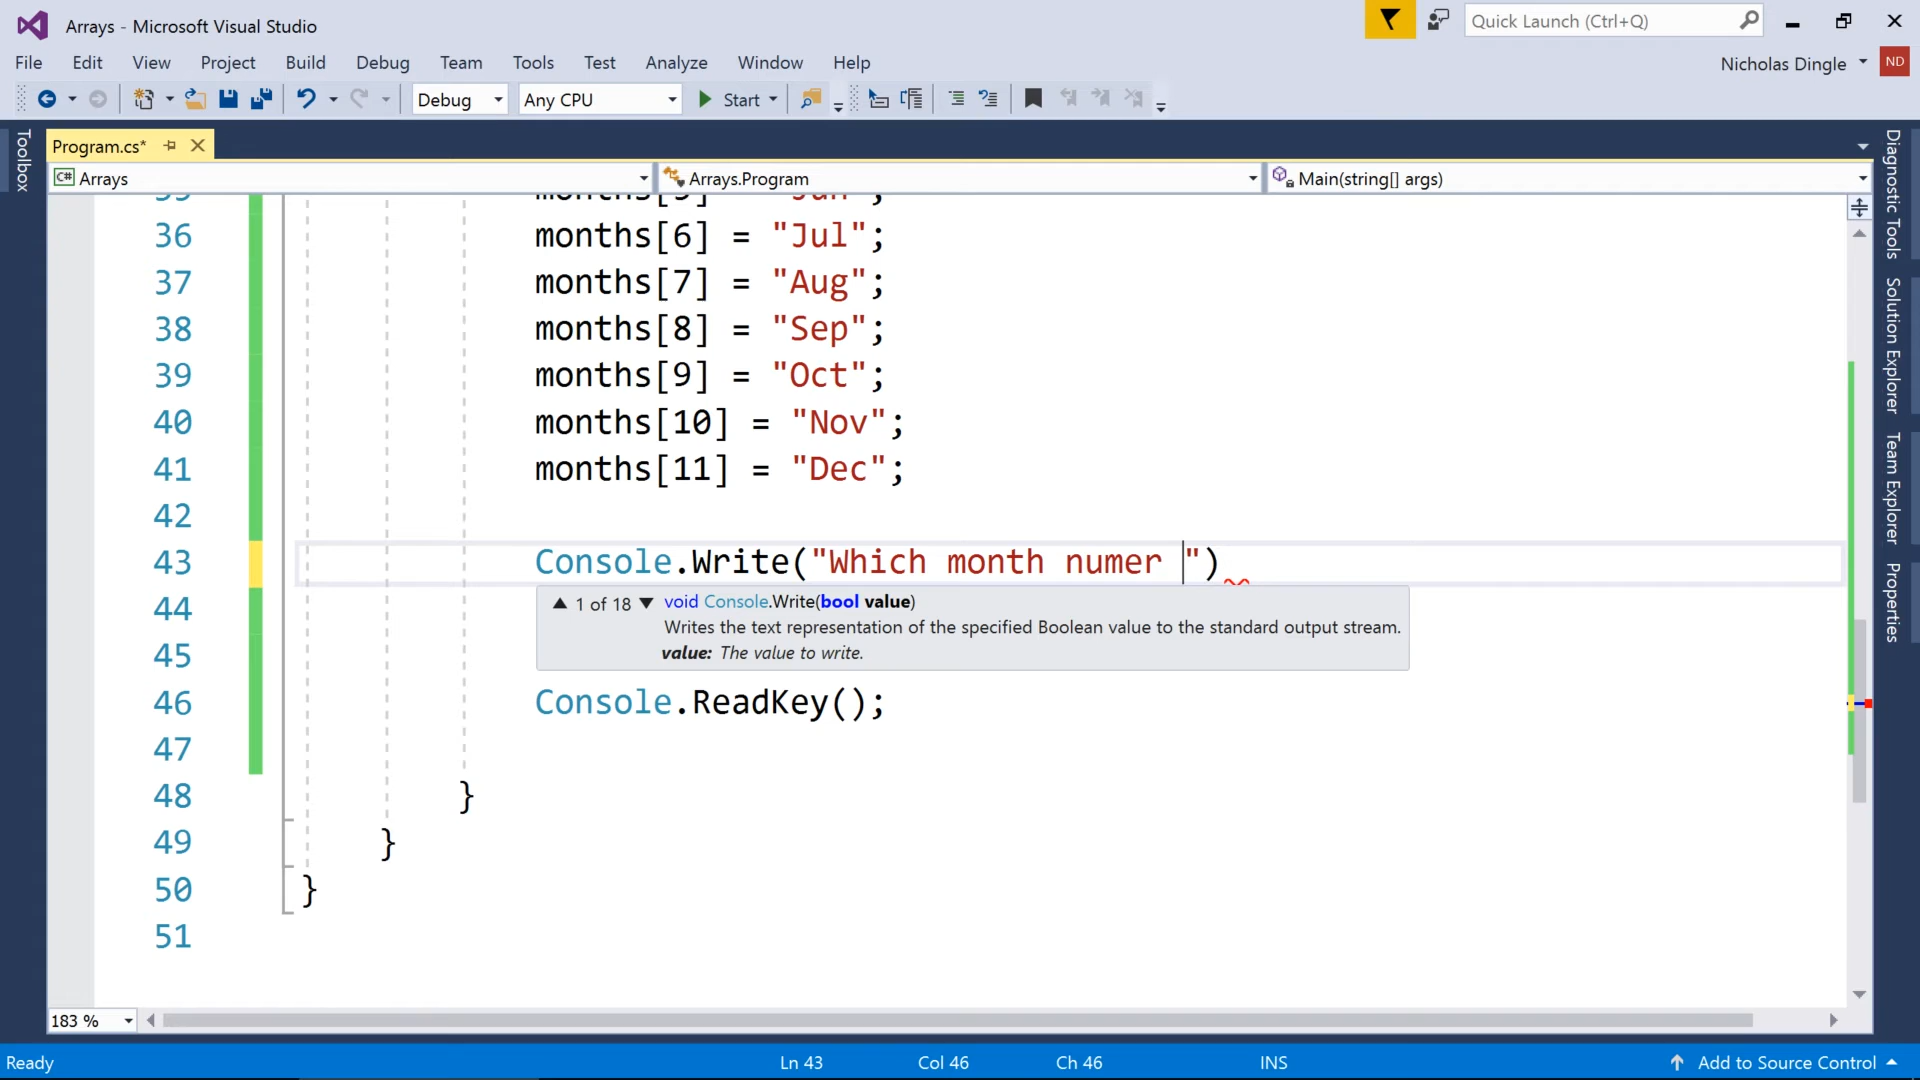 Arrays - Microsoft Visual Studio
Quick Launch (Ctrl+Q)
File Edit View Project Build Debug Team Tools Test Analyze Window Help
Nicholas Dingle ND
Debug Any CPU Start
Toolbox
Program.cs*
C# Arrays Arrays.Program Main(string[] args)
36 months[6] = "Jul";
37 months[7] = "Aug";
38 months[8] = "Sep";
39 months[9] = "Oct";
40 months[10] = "Nov";
41 months[11] = "Dec";
42
43 Console.Write("Which month numer ")
44
▲ 1 of 18 ▼ void Console.Write(bool value)
Writes the text representation of the specified Boolean value to the standard output stream.
value: The value to write.
45
46 Console.ReadKey();
47
48 }
49 }
50 }
51
Diagnostic Tools
Solution Explorer
Team Explorer
Properties
183 %
Ready Ln 43 Col 46 Ch 46 INS Add to Source Control